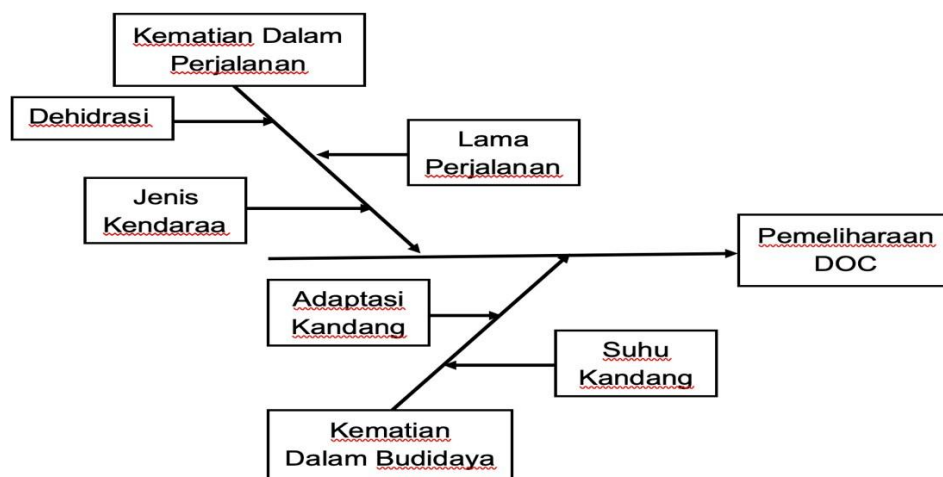 Kematian Dalam
Perjalanan
Dehidrasi
Lama
Perjalanan
Jenis
Kendaraa
Pemeliharaan
DOC
Adaptasi
Kandang
Suhu
Kandang
Kematian
Dalam Budidaya